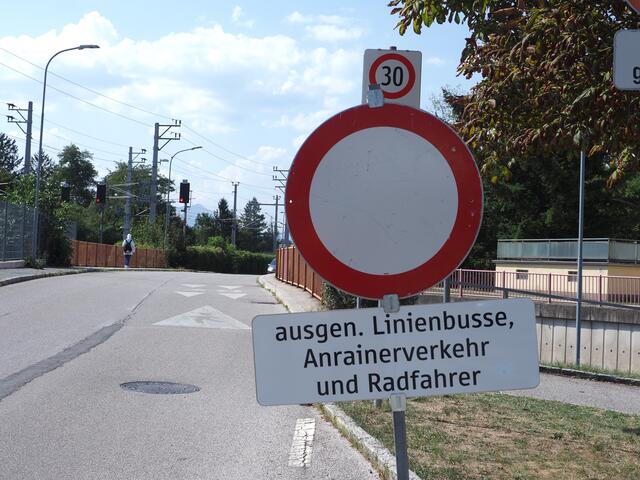 30
ausgen. Linienbusse,
Anrainerverkehr
und Radfahrer
g